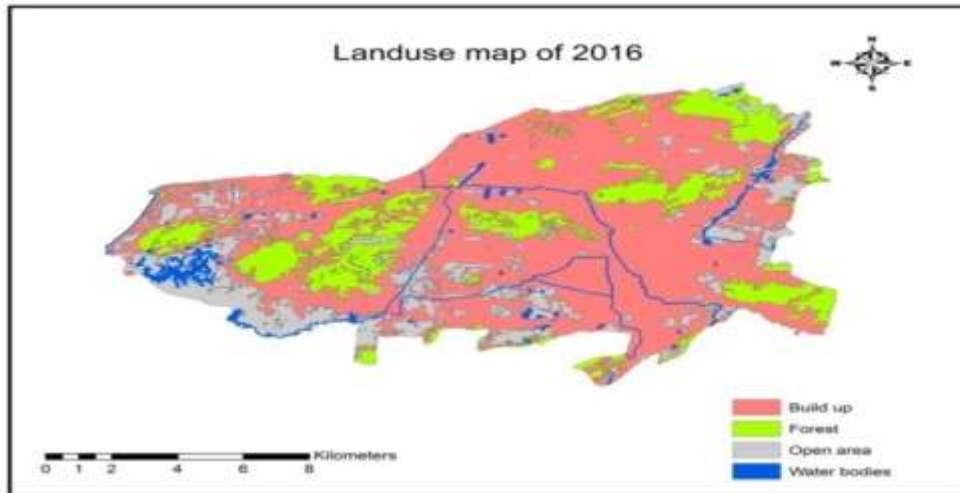 Landuse map of 2016
N
W E
S
Build up
Forest
Open area
Water bodies
Kilometers
0 1 2 4 6 8